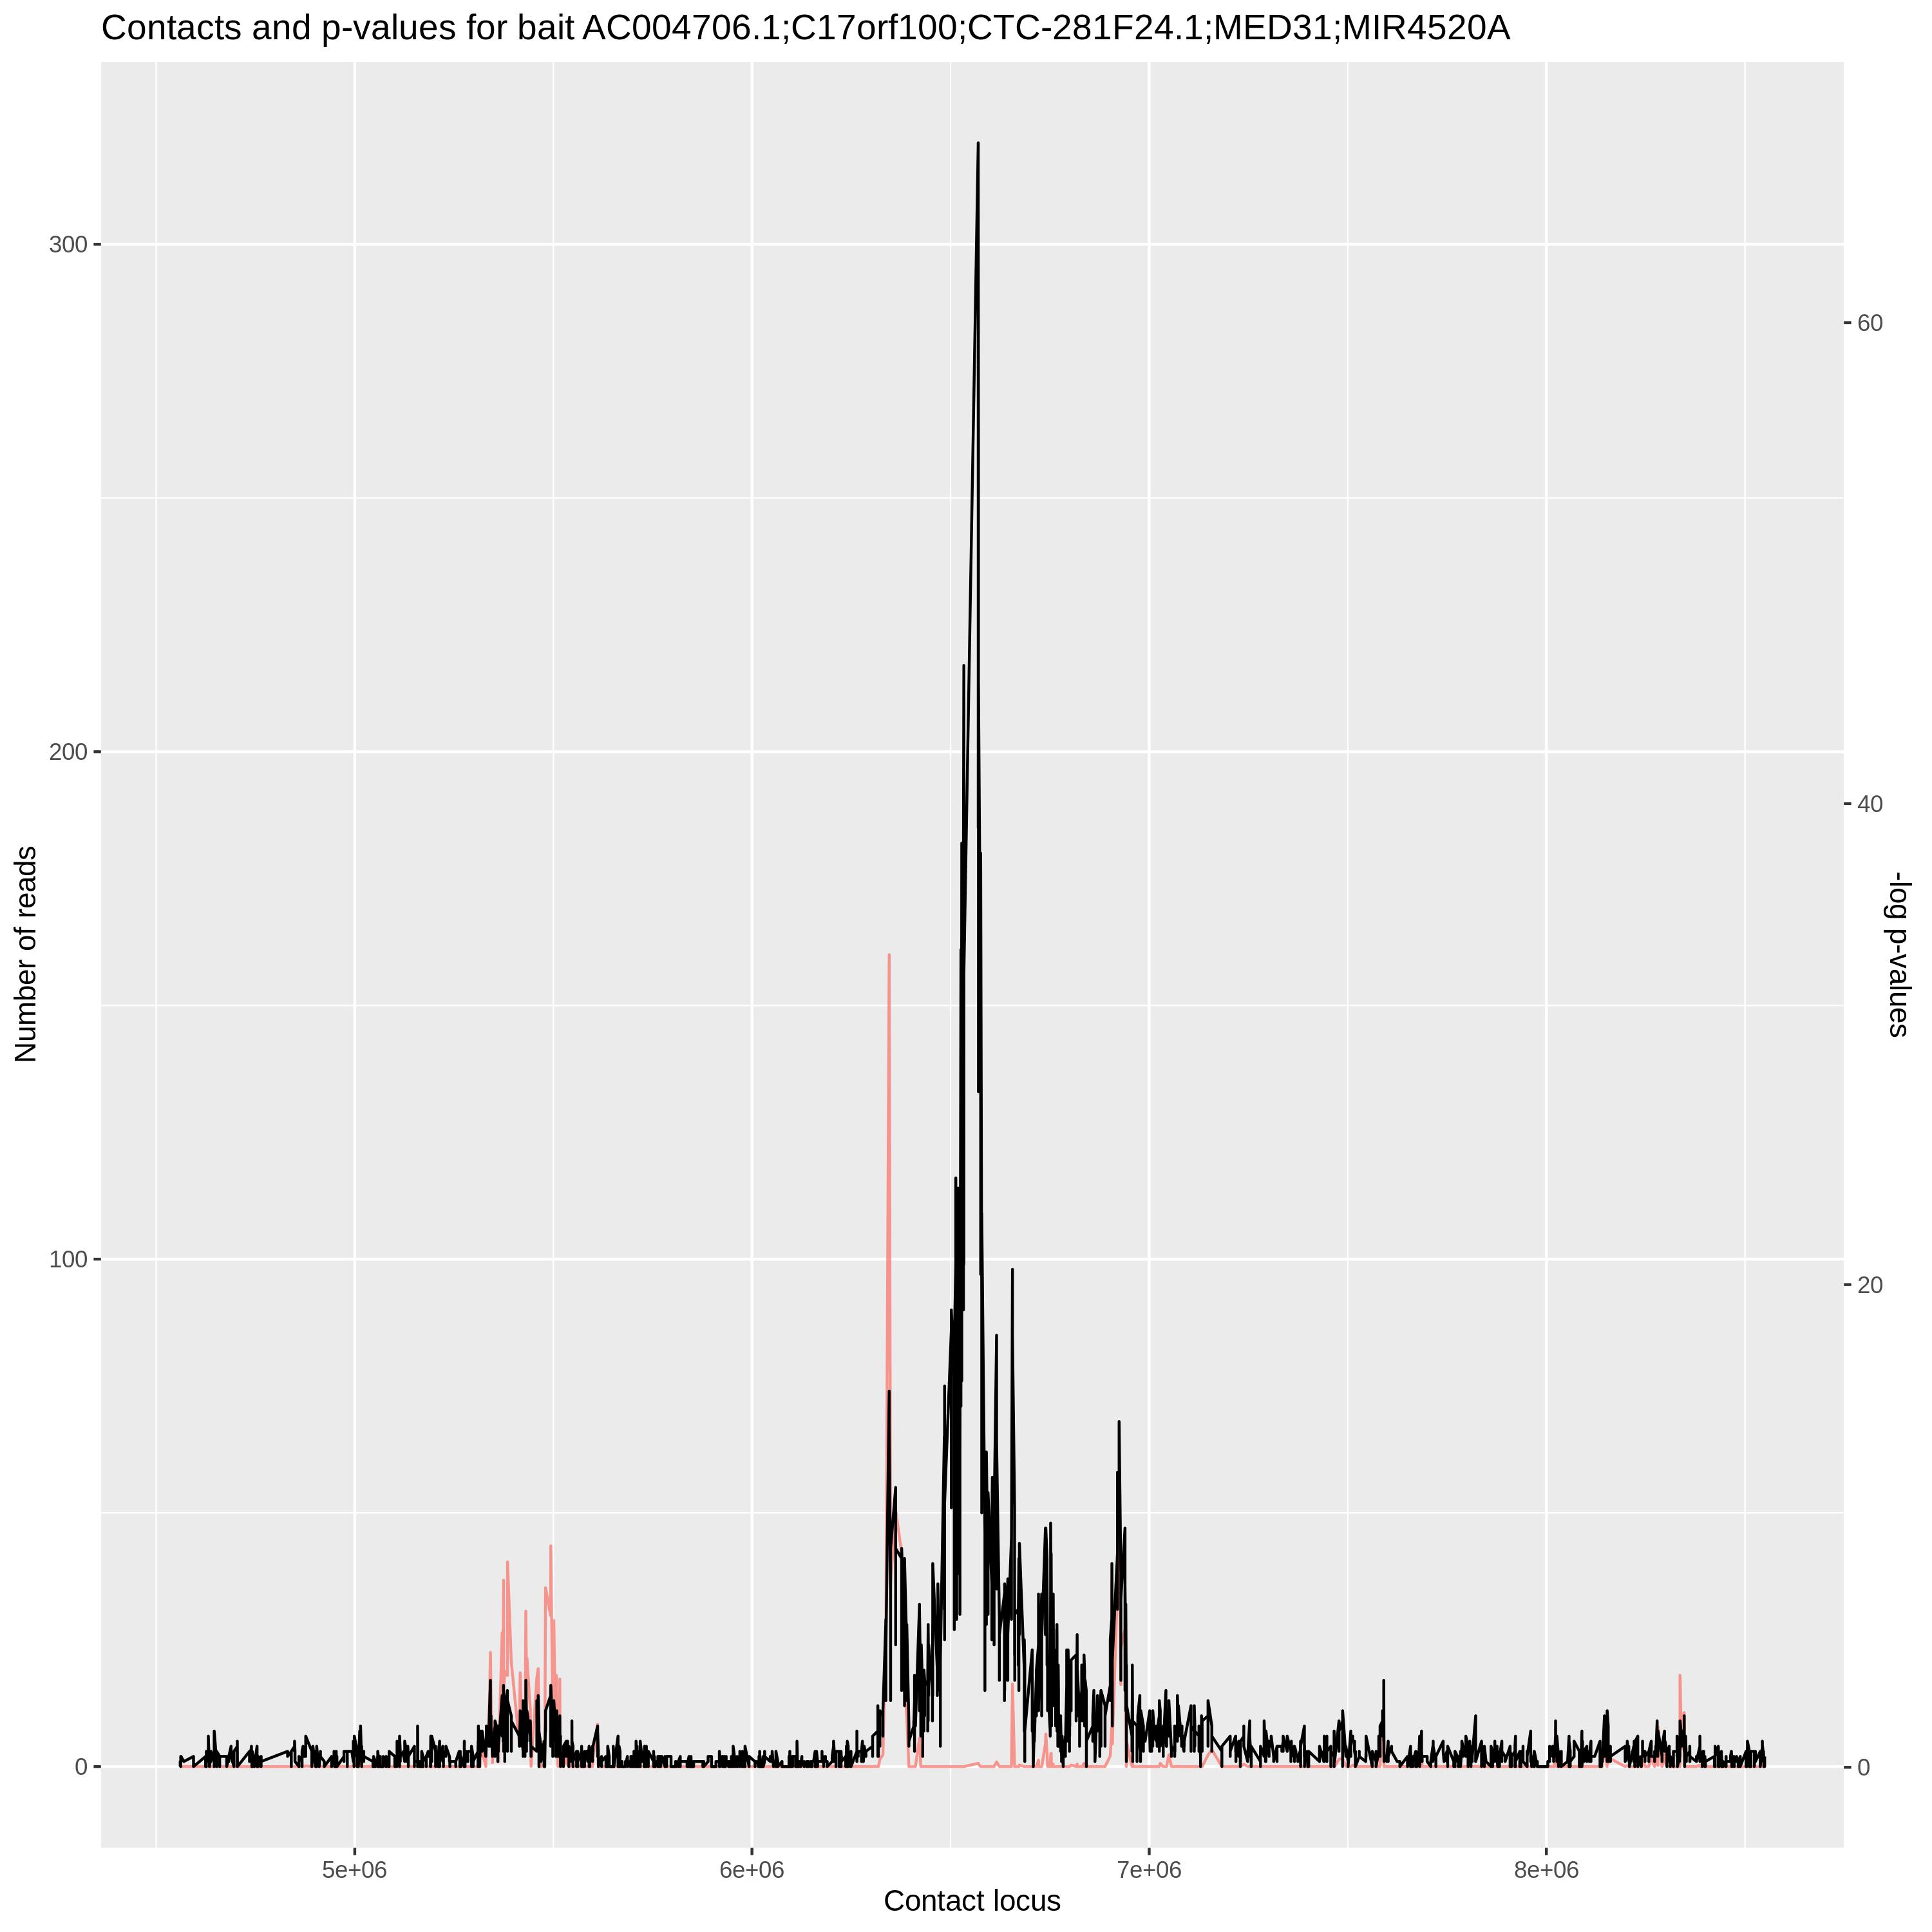 Contacts and p-values for bait AC004706.1;C17orf100;CTC-281F24.1;MED31;MIR4520A
300
200
100
0
Number of reads
60
40
20
0
-log p-values
5e+06
6e+06
7e+06
8e+06
Contact locus